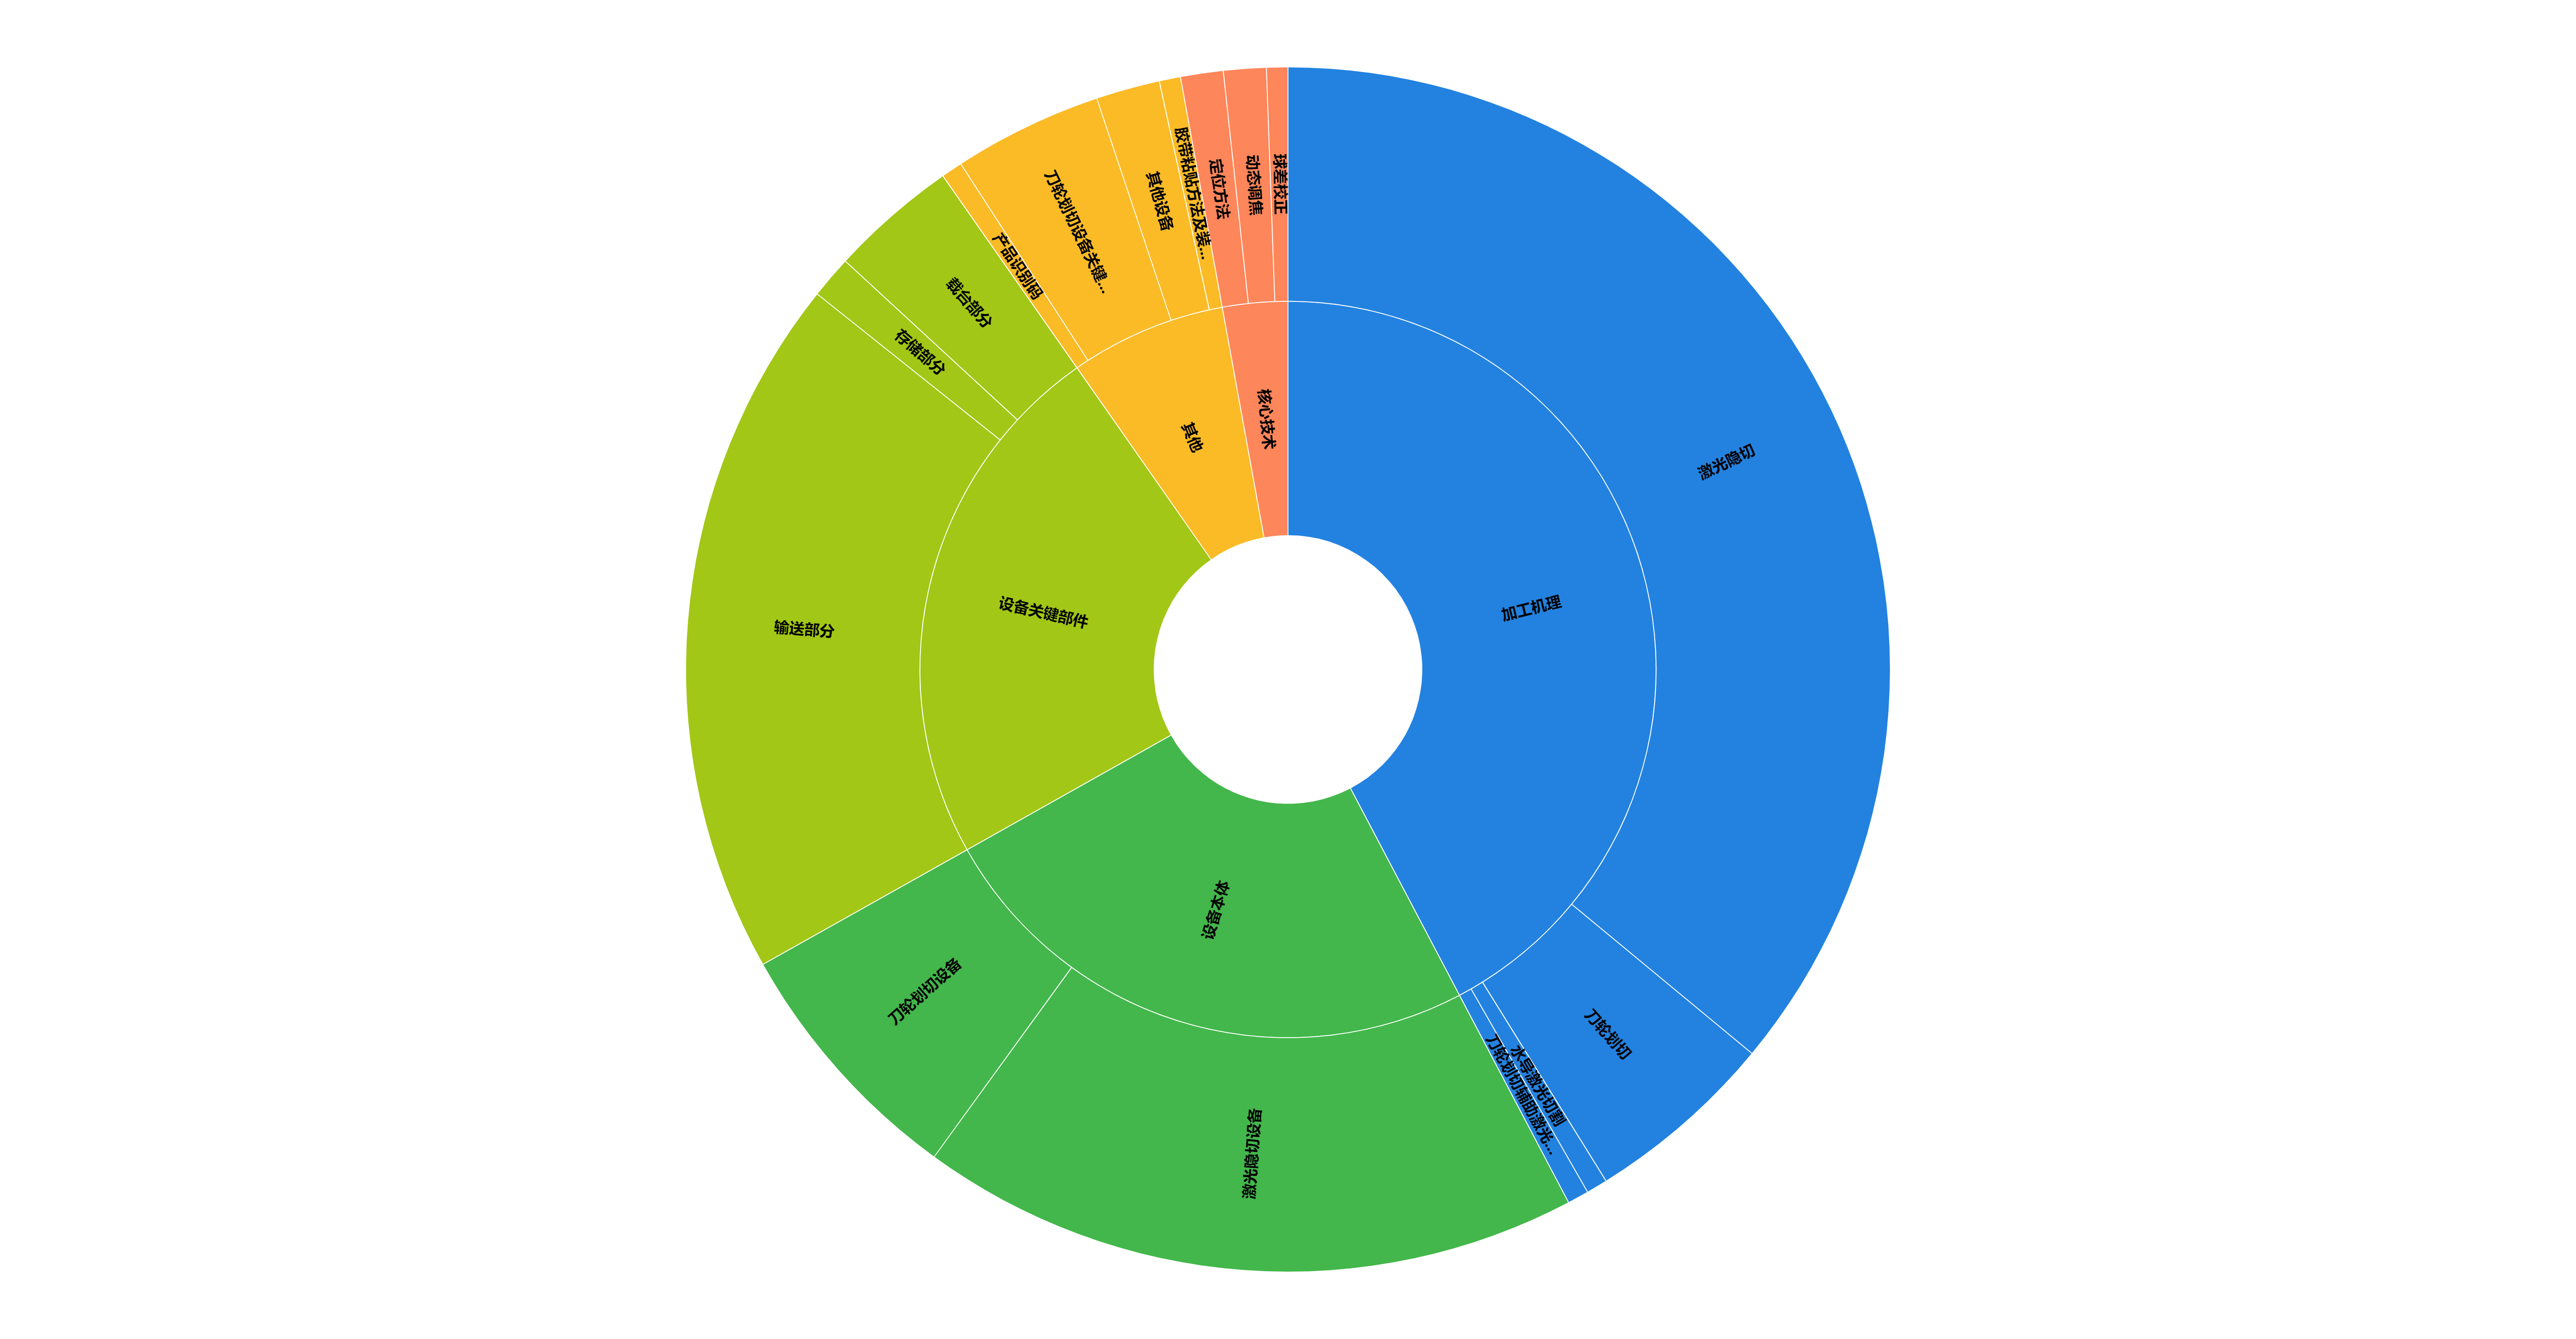 胶带粘贴方法及装...
定位方法
动态调焦
球差校正
其他设备
刀轮划切设备关键...
产品识别码
载台部分
存储部分
核心技术
其他
激光隐切
加工机理
设备关键部件
输送部分
设备本体
刀轮划切设备
激光隐切设备
刀轮划切
水导激光切割
刀轮划切辅助激光...